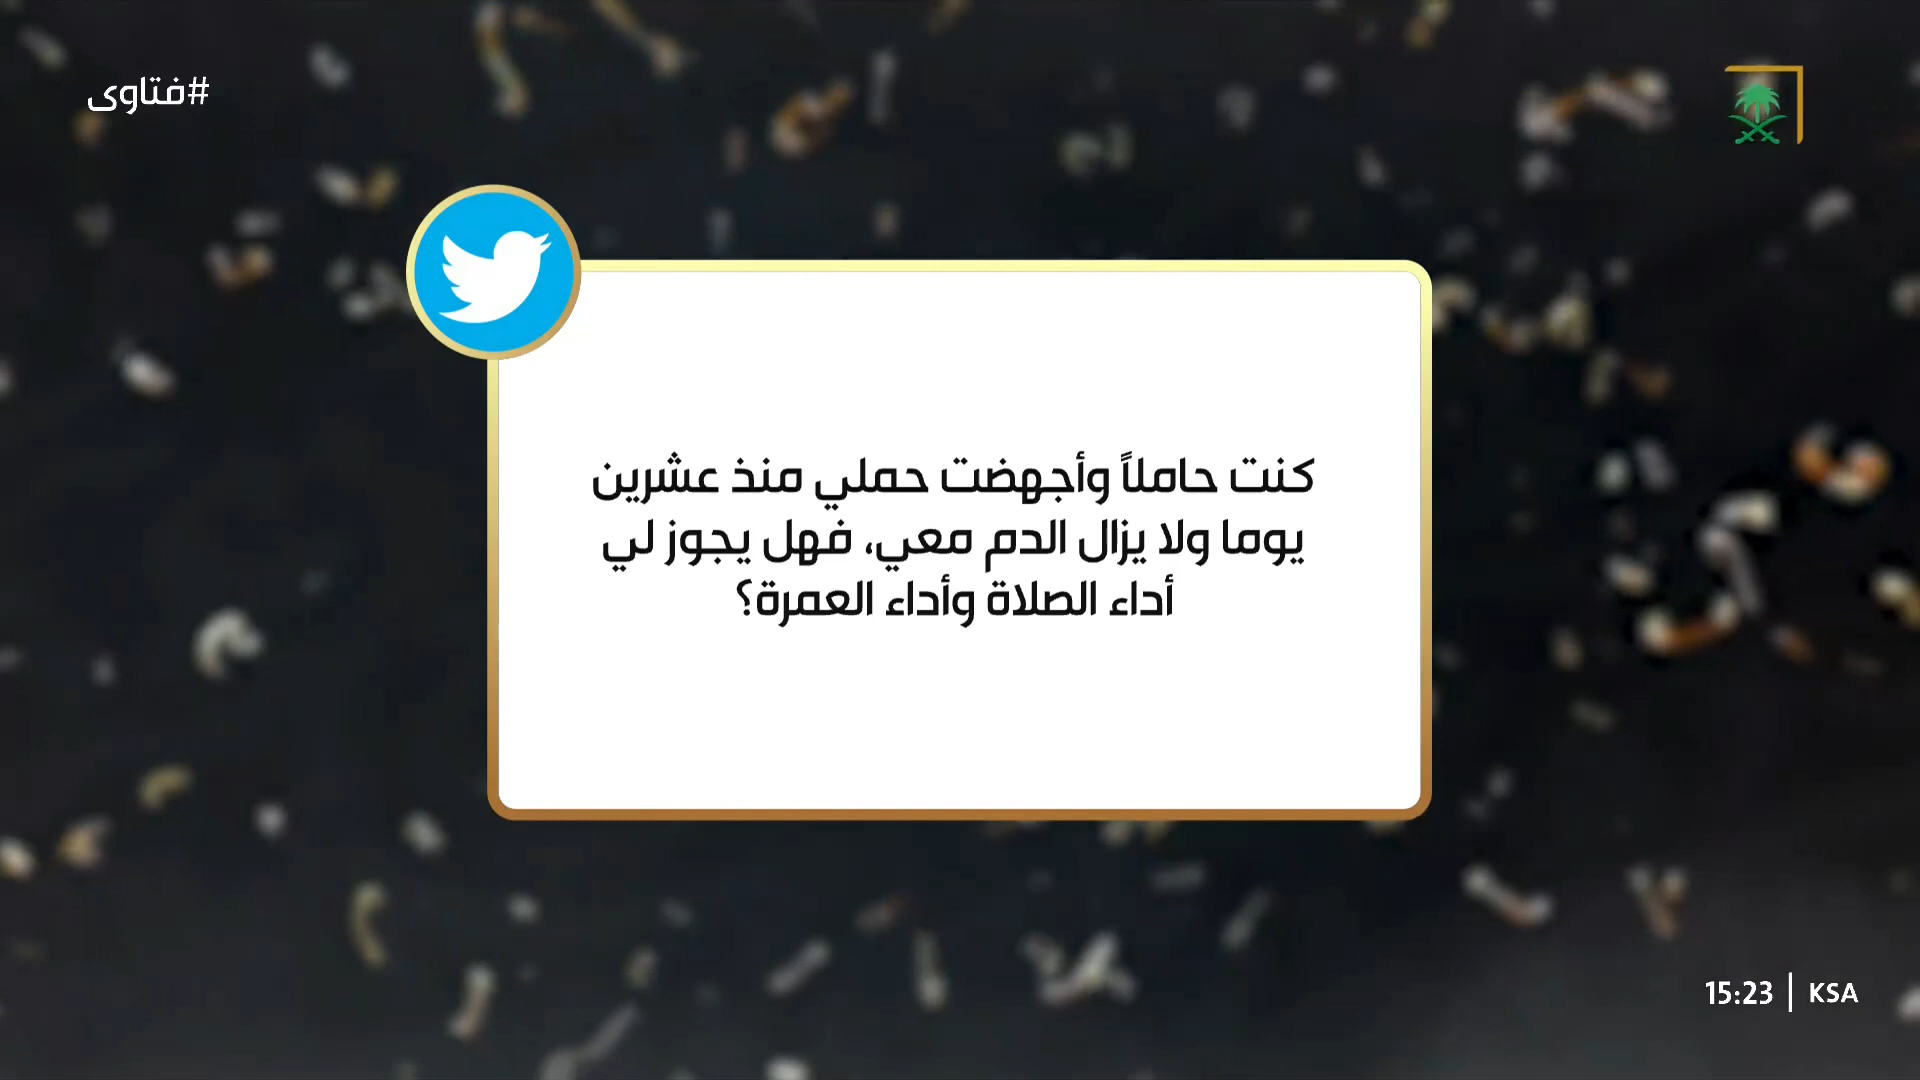 #فتاوى
كنت حاملاً وأجهضت حملي منذ عشرين
يوما ولا يزال الدم معي، فهل يجوز لي
أداء الصلاة وأداء العمرة؟
15:23 | KSA